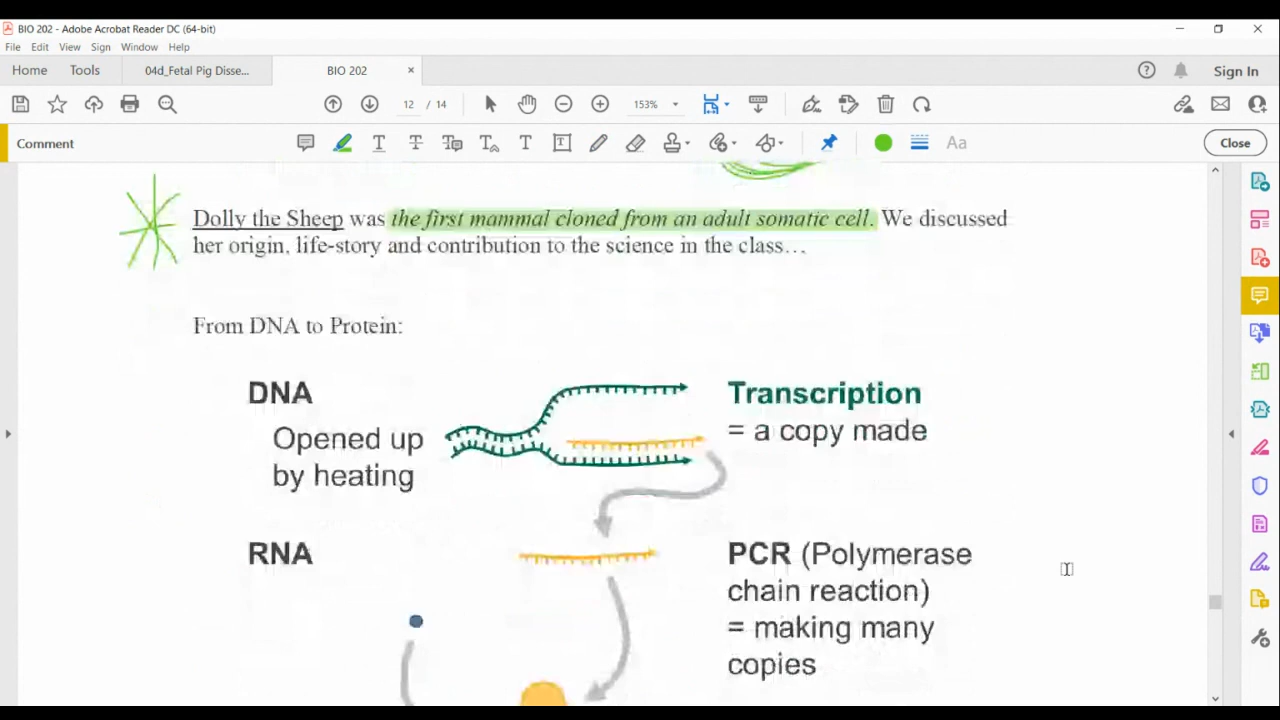 BIO 202 - Adobe Acrobat Reader DC (64-bit)
File Edit View Sign Window Help
Home Tools 04d_Fetal Pig Disse... BIO 202 × Sign In
12 / 14 153%
Comment Aa Close
Dolly the Sheep was the first mammal cloned from an adult somatic cell. We discussed
her origin, life-story and contribution to the science in the class…
From DNA to Protein:
DNA
Opened up
by heating
Transcription
= a copy made
RNA
PCR (Polymerase
chain reaction)
= making many
copies